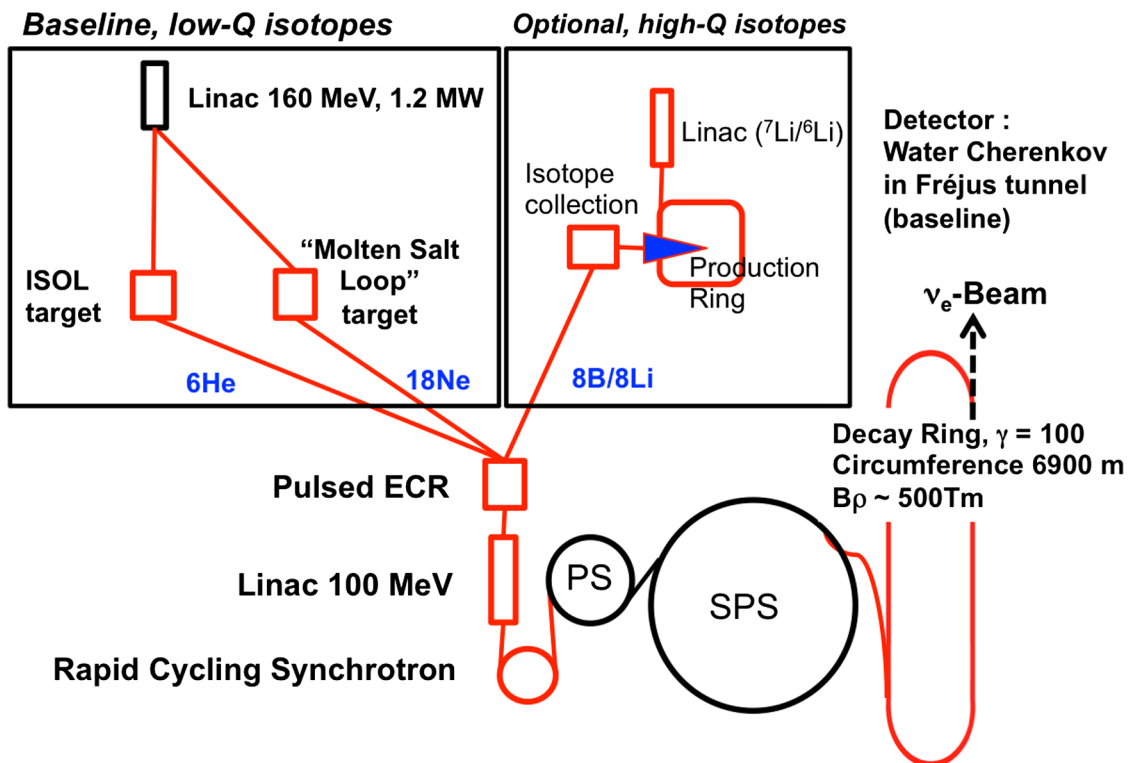 Baseline, low-Q isotopes
Optional, high-Q isotopes
Linac 160 MeV, 1.2 MW
ISOL
target
“Molten Salt
Loop”
target
6He
18Ne
Linac (⁷Li/⁶Li)
Isotope
collection
Production
Ring
8B/8Li
Detector :
Water Cherenkov
in Fréjus tunnel
(baseline)
νe-Beam
Decay Ring, γ = 100
Circumference 6900 m
Bρ ~ 500Tm
Pulsed ECR
Linac 100 MeV
PS
SPS
Rapid Cycling Synchrotron